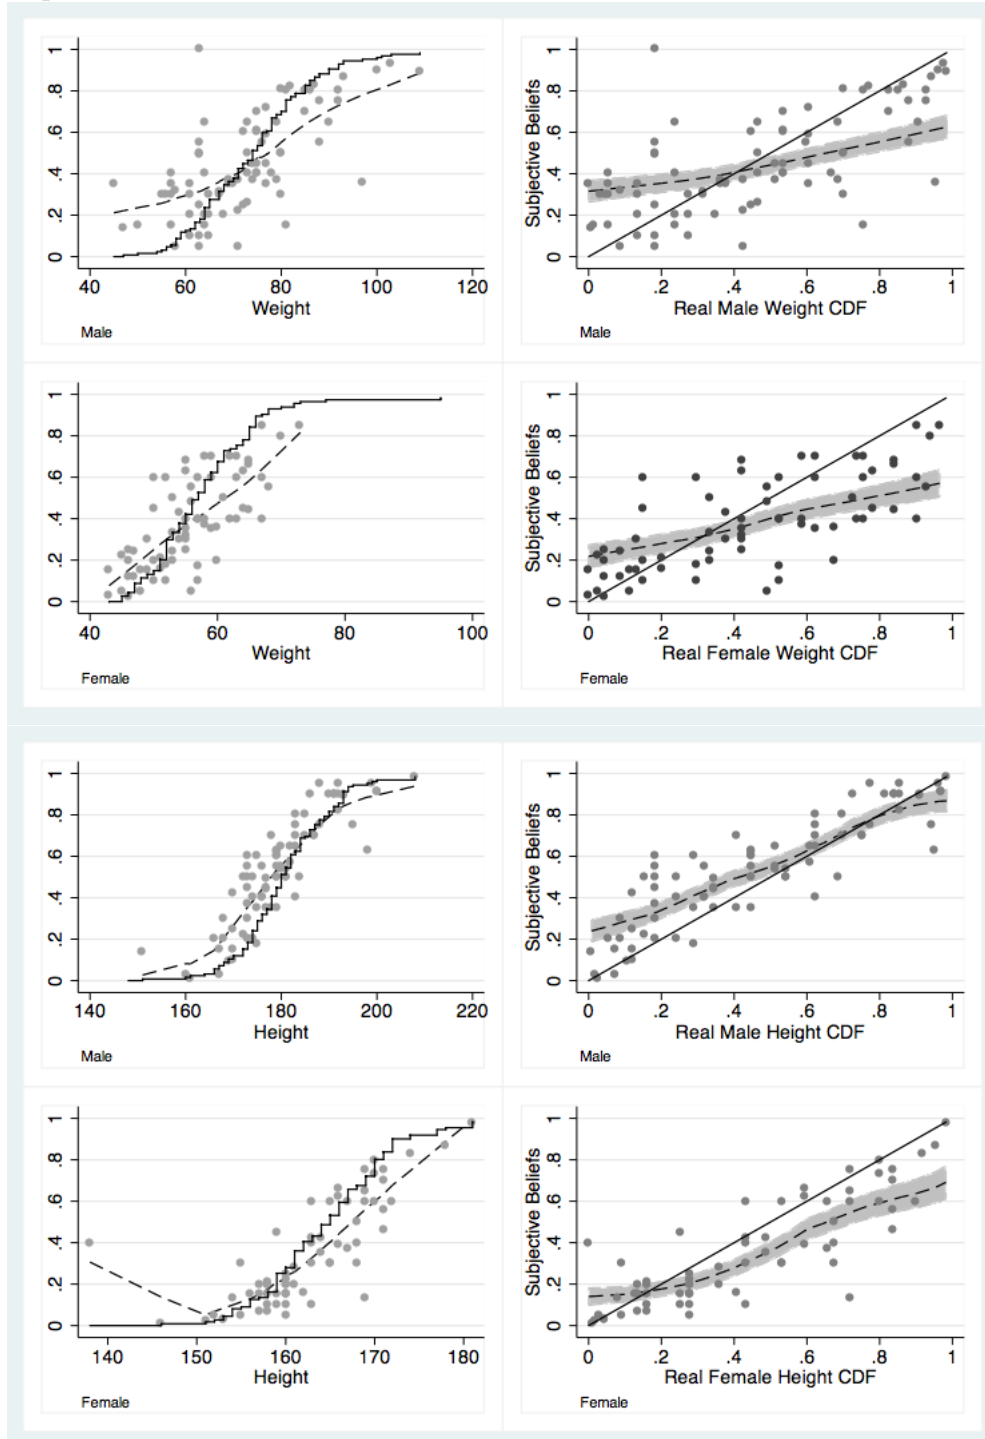 0 .2 .4 .6 .8 1
40 60 80 100 120
Weight
Male
Subjective Beliefs
0 .2 .4 .6 .8 1
0 .2 .4 .6 .8 1
Real Male Weight CDF
Male
0 .2 .4 .6 .8 1
40 60 80 100
Weight
Female
Subjective Beliefs
0 .2 .4 .6 .8 1
0 .2 .4 .6 .8 1
Real Female Weight CDF
Female
0 .2 .4 .6 .8 1
140 160 180 200 220
Height
Male
Subjective Beliefs
0 .2 .4 .6 .8 1
0 .2 .4 .6 .8 1
Real Male Height CDF
Male
0 .2 .4 .6 .8 1
140 150 160 170 180
Height
Female
Subjective Beliefs
0 .2 .4 .6 .8 1
0 .2 .4 .6 .8 1
Real Female Height CDF
Female